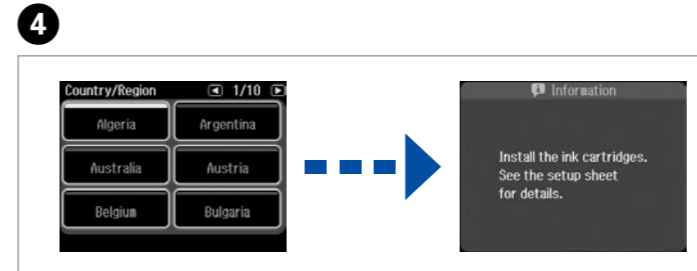 4
Country/Region 1/10
Algeria Argentina
Australia Austria
Belgium Bulgaria
Information
Install the ink cartridges.
See the setup sheet
for details.